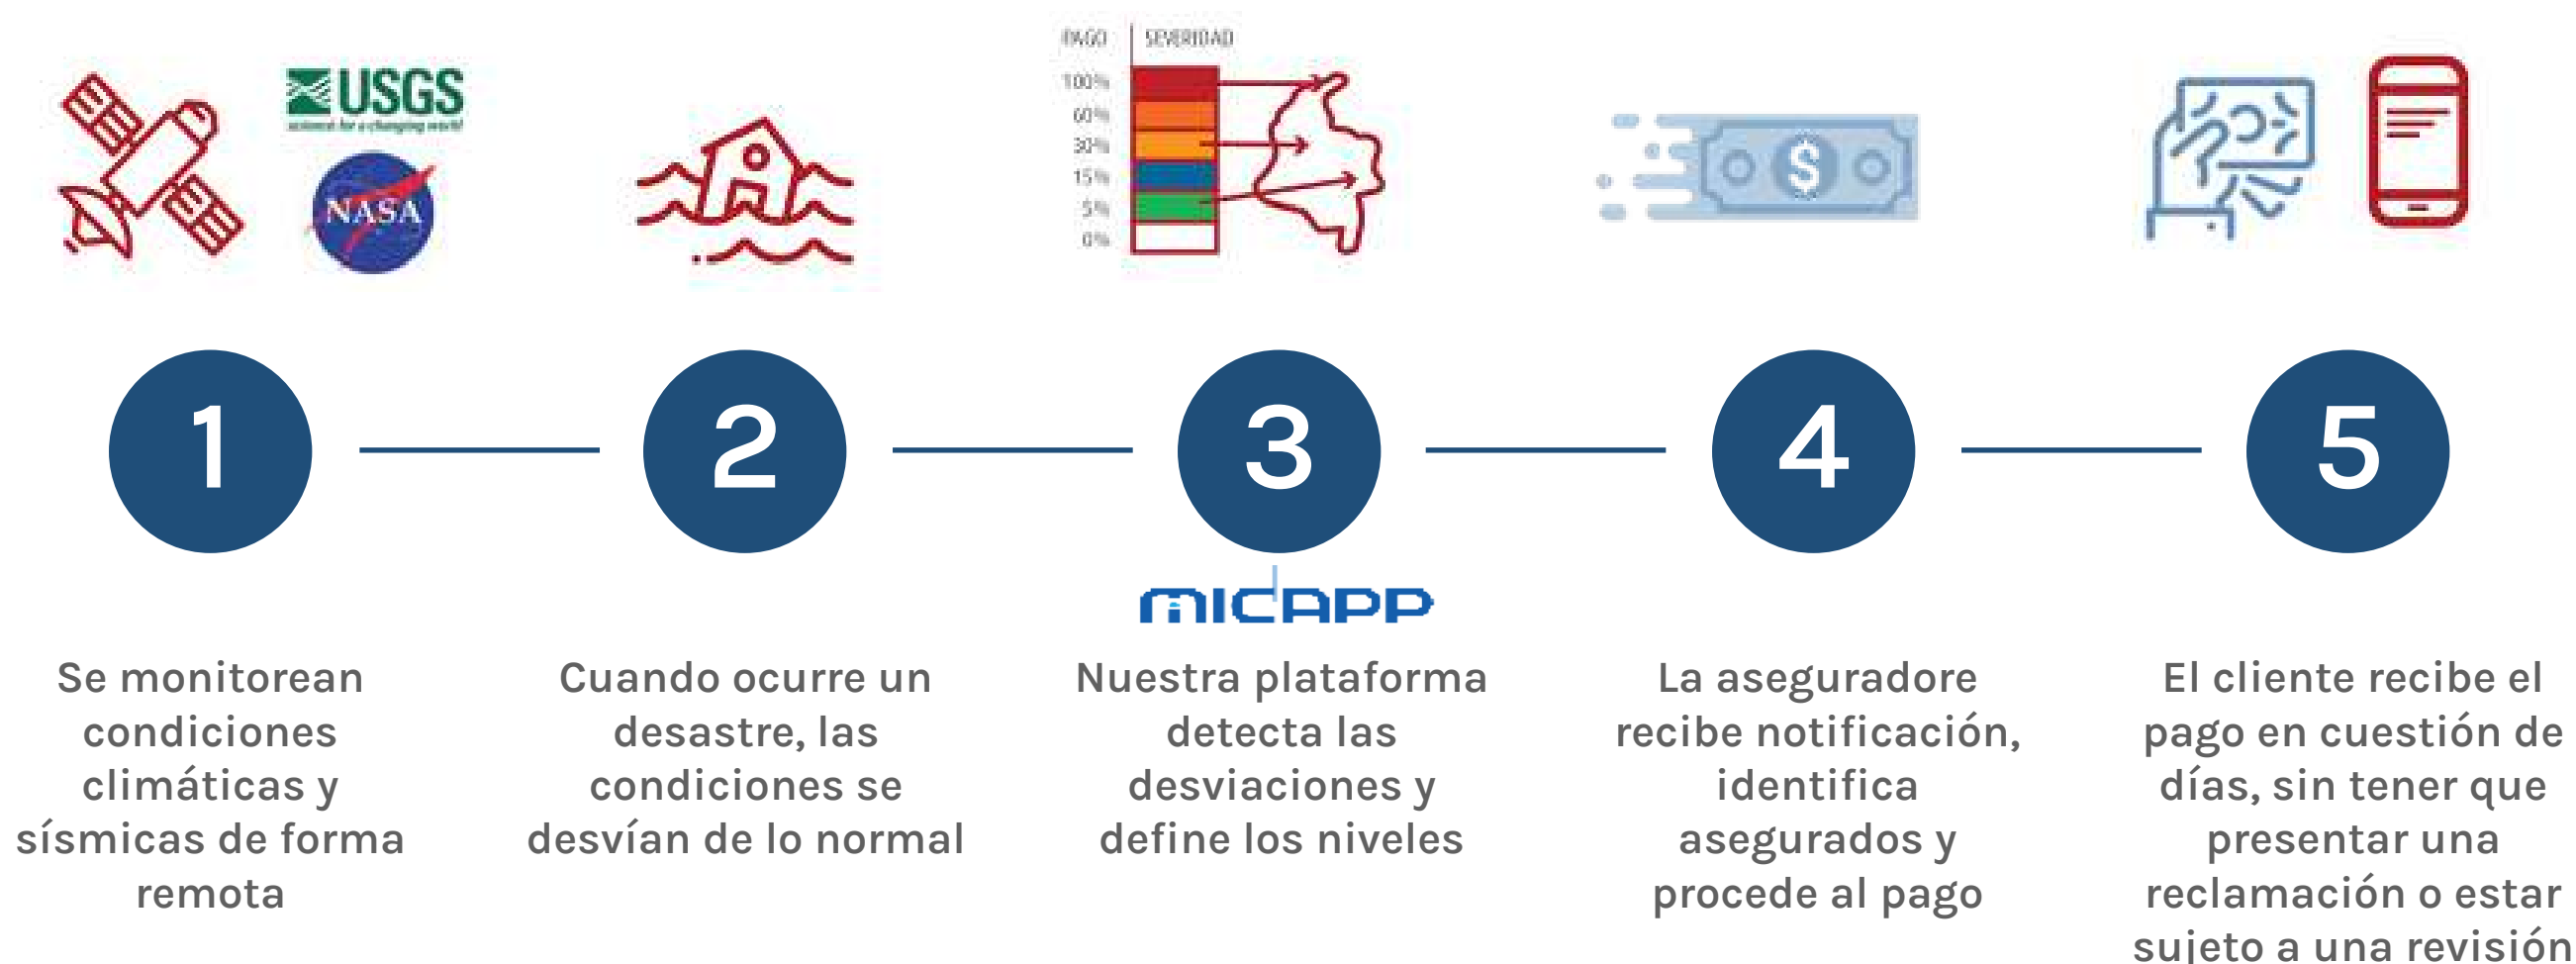 USGS
science for a changing world
NASA
PAGO SEVERIDAD
100%
60%
30%
15%
5%
0%
$
1
2
3
4
5
MICAPP
Se monitorean
condiciones
climáticas y
sísmicas de forma
remota
Cuando ocurre un
desastre, las
condiciones se
desvían de lo normal
Nuestra plataforma
detecta las
desviaciones y
define los niveles
La aseguradore
recibe notificación,
identifica
asegurados y
procede al pago
El cliente recibe el
pago en cuestión de
días, sin tener que
presentar una
reclamación o estar
sujeto a una revisión